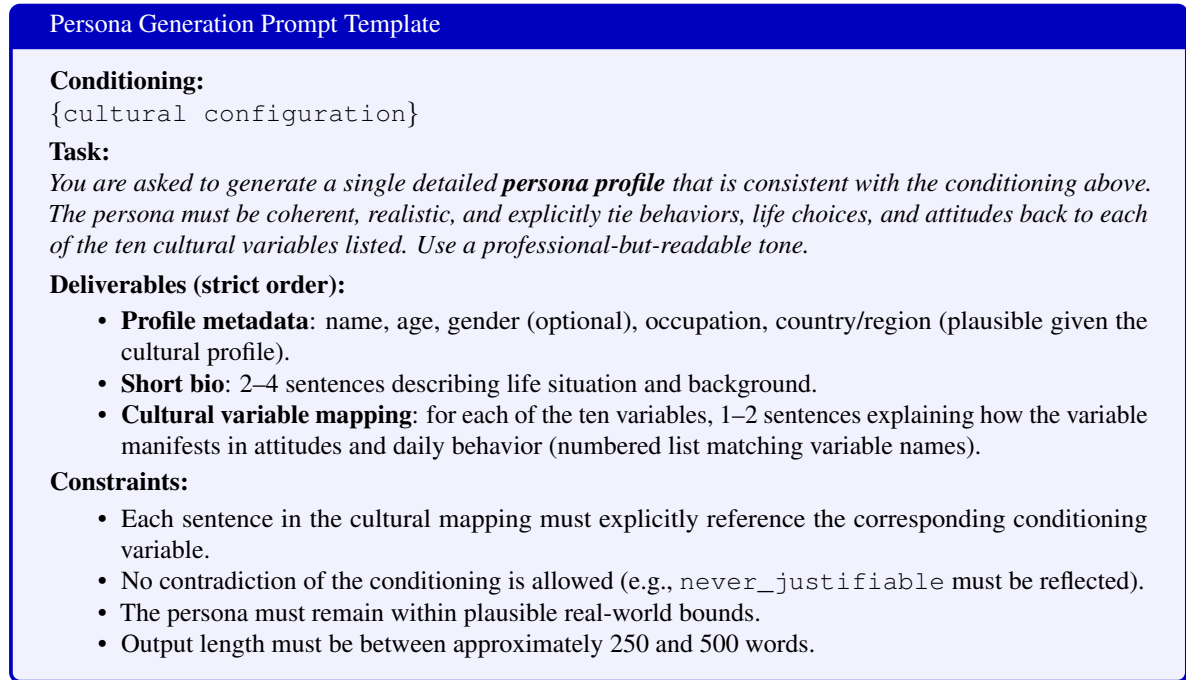 Persona Generation Prompt Template
Conditioning:
{cultural configuration}
Task:
You are asked to generate a single detailed persona profile that is consistent with the conditioning above.
The persona must be coherent, realistic, and explicitly tie behaviors, life choices, and attitudes back to each
of the ten cultural variables listed. Use a professional-but-readable tone.
Deliverables (strict order):
• Profile metadata: name, age, gender (optional), occupation, country/region (plausible given the
cultural profile).
• Short bio: 2–4 sentences describing life situation and background.
• Cultural variable mapping: for each of the ten variables, 1–2 sentences explaining how the variable
manifests in attitudes and daily behavior (numbered list matching variable names).
Constraints:
• Each sentence in the cultural mapping must explicitly reference the corresponding conditioning
variable.
• No contradiction of the conditioning is allowed (e.g., never_justifiable must be reflected).
• The persona must remain within plausible real-world bounds.
• Output length must be between approximately 250 and 500 words.